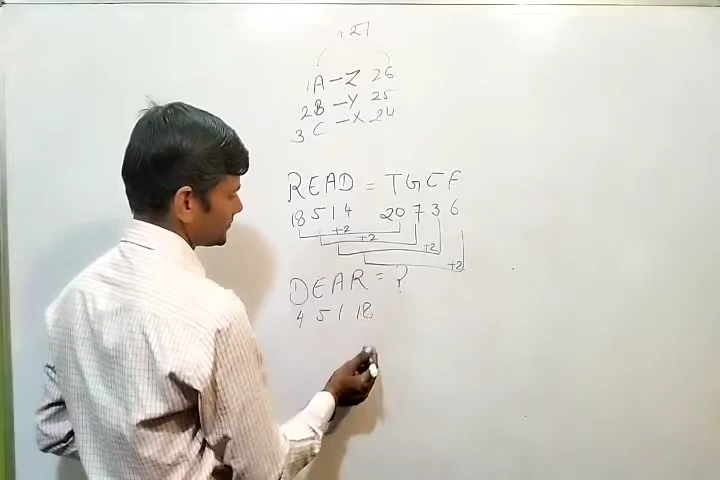 +27
1A - Z 26
2B - Y 25
3 C - X 24
READ = TGCF
18 5 1 4 20 7 3 6
+2 +2 +2 +2
DEAR = ?
4 5 1 18